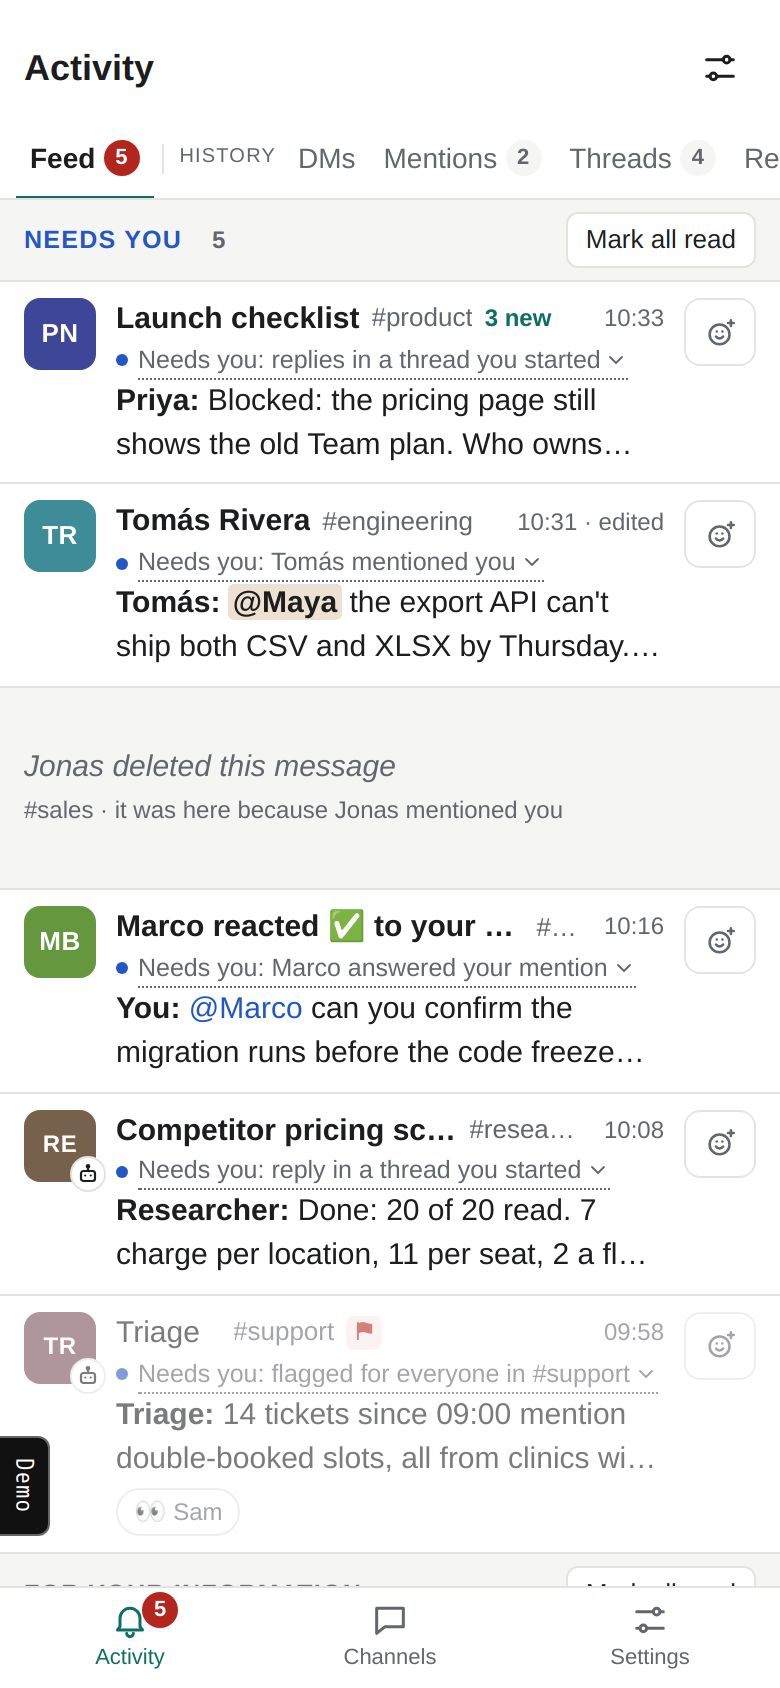 Activity
Feed 5 HISTORY DMs Mentions 2 Threads 4 Re
NEEDS YOU 5 Mark all read
PN Launch checklist #product 3 new 10:33
Needs you: replies in a thread you started
Priya: Blocked: the pricing page still
shows the old Team plan. Who owns…
TR Tomás Rivera #engineering 10:31 · edited
Needs you: Tomás mentioned you
Tomás: @Maya the export API can't
ship both CSV and XLSX by Thursday.…
Jonas deleted this message
#sales · it was here because Jonas mentioned you
MB Marco reacted ✅ to your … #… 10:16
Needs you: Marco answered your mention
You: @Marco can you confirm the
migration runs before the code freeze…
RE Competitor pricing sc… #resea… 10:08
Needs you: reply in a thread you started
Researcher: Done: 20 of 20 read. 7
charge per location, 11 per seat, 2 a fl…
TR Triage #support 09:58
Needs you: flagged for everyone in #support
Triage: 14 tickets since 09:00 mention
double-booked slots, all from clinics wi…
👀 Sam
Demo
5
Activity Channels Settings